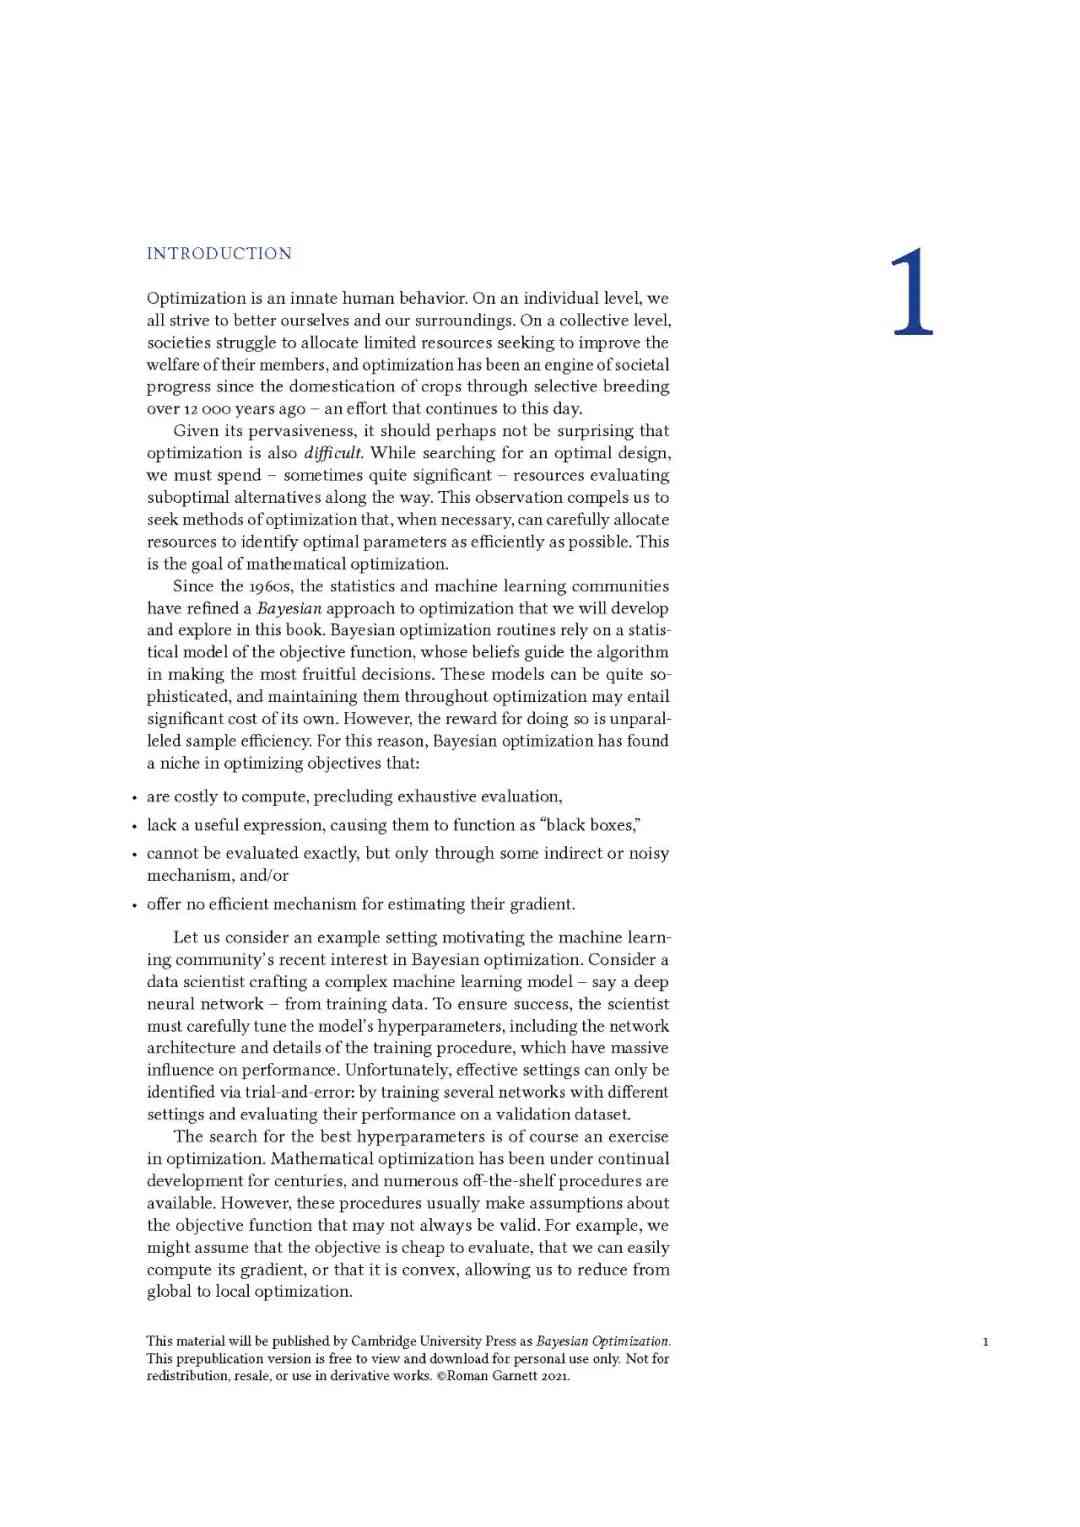 INTRODUCTION
1
Optimization is an innate human behavior. On an individual level, we
all strive to better ourselves and our surroundings. On a collective level,
societies struggle to allocate limited resources seeking to improve the
welfare of their members, and optimization has been an engine of societal
progress since the domestication of crops through selective breeding
over 12 000 years ago – an effort that continues to this day.
Given its pervasiveness, it should perhaps not be surprising that
optimization is also difficult. While searching for an optimal design,
we must spend – sometimes quite significant – resources evaluating
suboptimal alternatives along the way. This observation compels us to
seek methods of optimization that, when necessary, can carefully allocate
resources to identify optimal parameters as efficiently as possible. This
is the goal of mathematical optimization.
Since the 1960s, the statistics and machine learning communities
have refined a Bayesian approach to optimization that we will develop
and explore in this book. Bayesian optimization routines rely on a statis-
tical model of the objective function, whose beliefs guide the algorithm
in making the most fruitful decisions. These models can be quite so-
phisticated, and maintaining them throughout optimization may entail
significant cost of its own. However, the reward for doing so is unparal-
leled sample efficiency. For this reason, Bayesian optimization has found
a niche in optimizing objectives that:
• are costly to compute, precluding exhaustive evaluation,
• lack a useful expression, causing them to function as “black boxes,”
• cannot be evaluated exactly, but only through some indirect or noisy
mechanism, and/or
• offer no efficient mechanism for estimating their gradient.
Let us consider an example setting motivating the machine learn-
ing community’s recent interest in Bayesian optimization. Consider a
data scientist crafting a complex machine learning model – say a deep
neural network – from training data. To ensure success, the scientist
must carefully tune the model’s hyperparameters, including the network
architecture and details of the training procedure, which have massive
influence on performance. Unfortunately, effective settings can only be
identified via trial-and-error: by training several networks with different
settings and evaluating their performance on a validation dataset.
The search for the best hyperparameters is of course an exercise
in optimization. Mathematical optimization has been under continual
development for centuries, and numerous off-the-shelf procedures are
available. However, these procedures usually make assumptions about
the objective function that may not always be valid. For example, we
might assume that the objective is cheap to evaluate, that we can easily
compute its gradient, or that it is convex, allowing us to reduce from
global to local optimization.
This material will be published by Cambridge University Press as Bayesian Optimization.
This prepublication version is free to view and download for personal use only. Not for
redistribution, resale, or use in derivative works. ©Roman Garnett 2021.
1